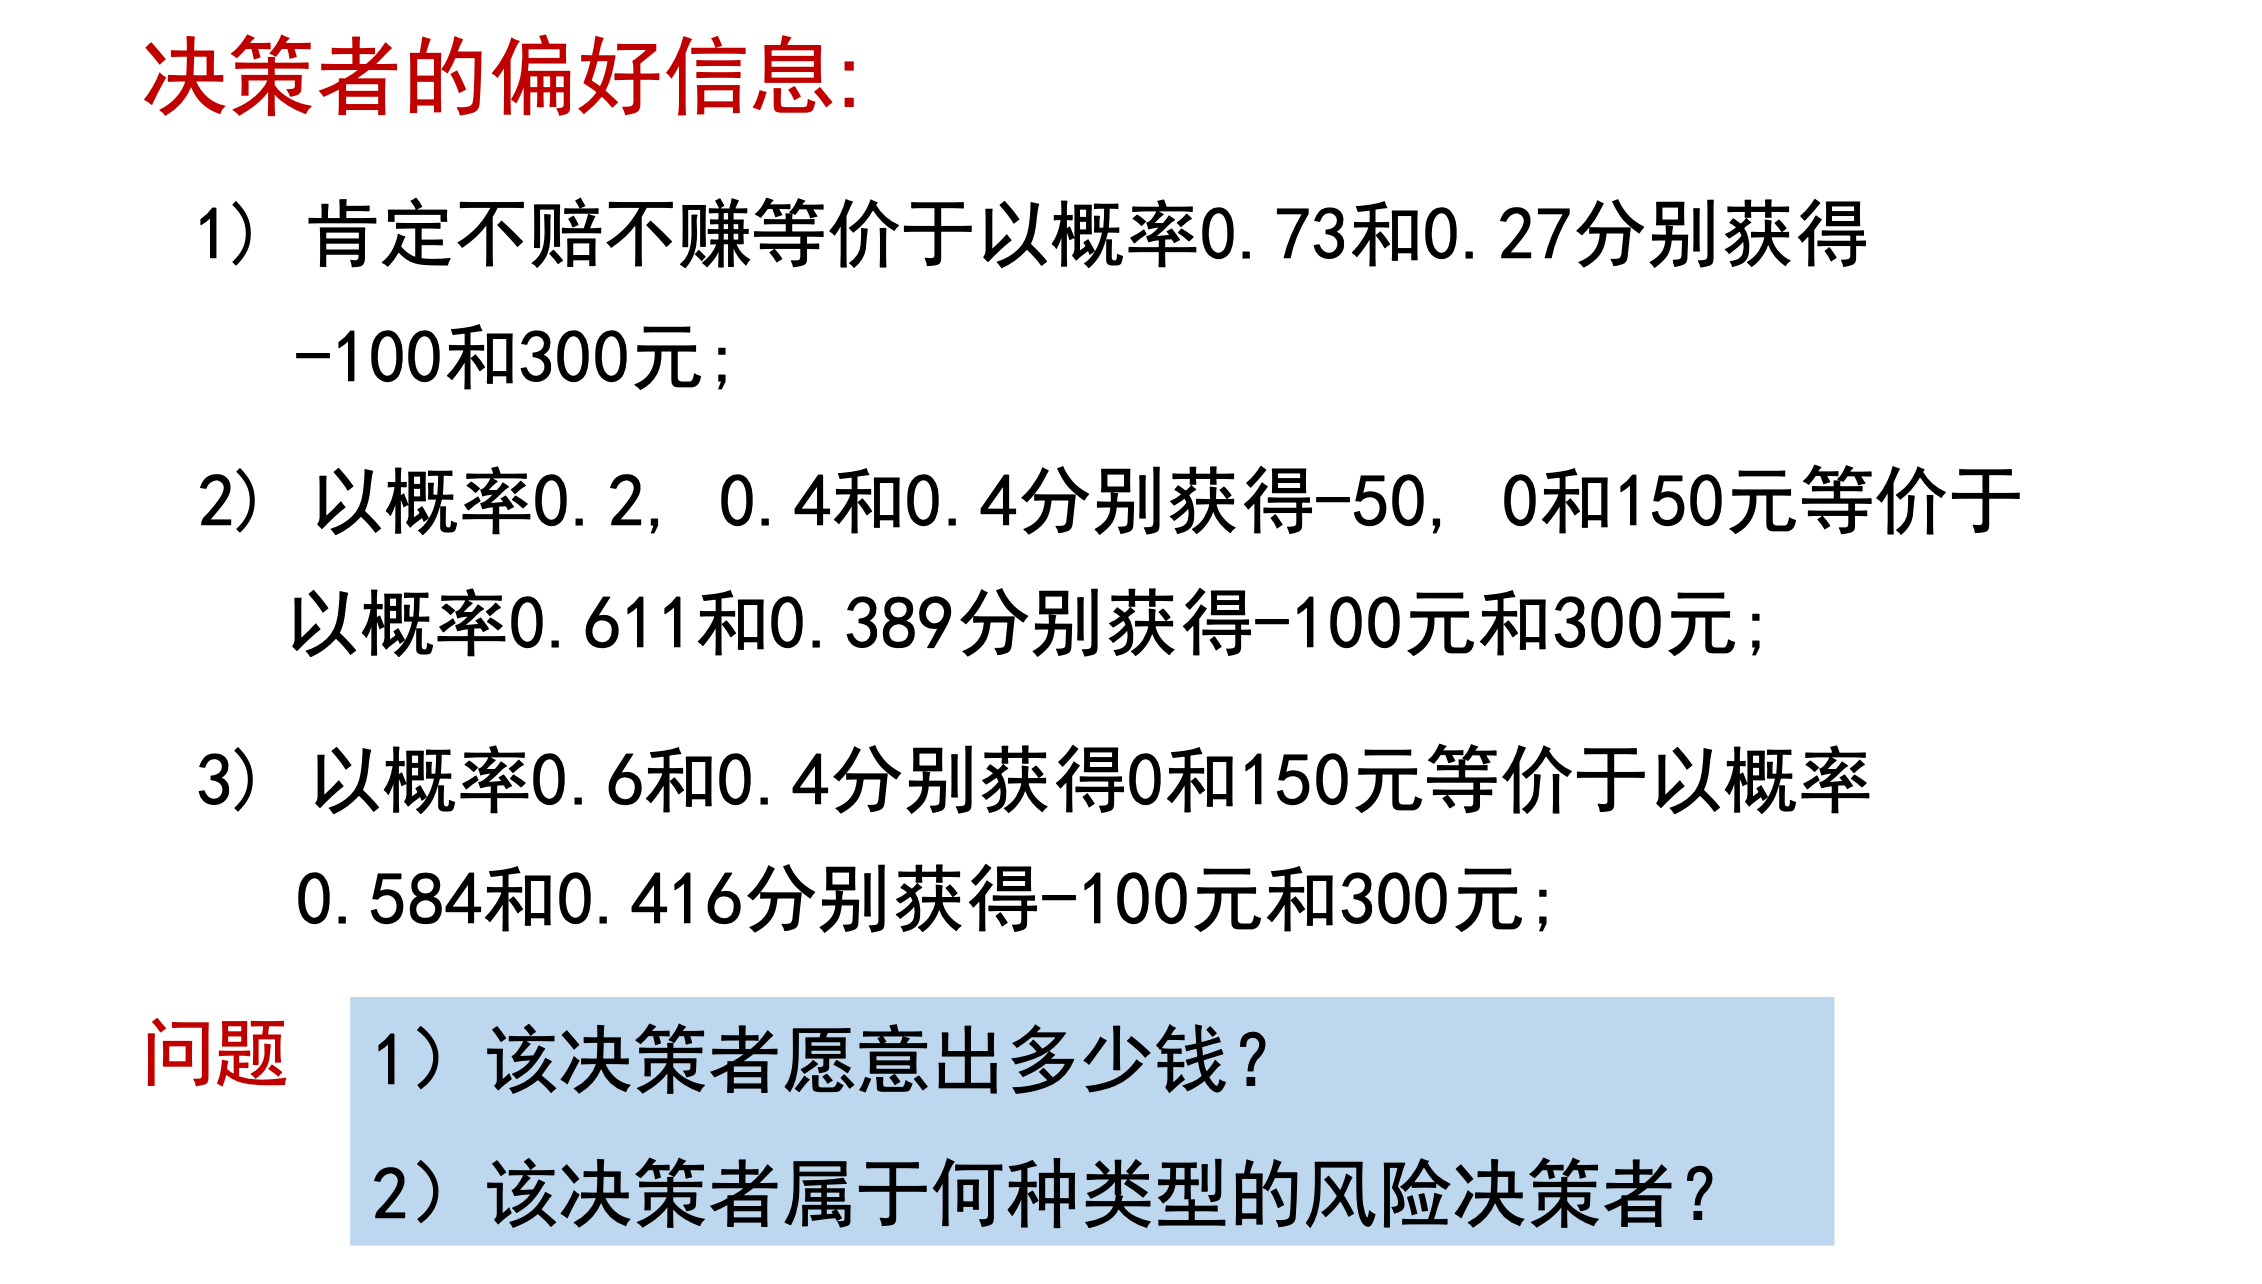 决策者的偏好信息:
1) 肯定不赔不赚等价于以概率0.73和0.27分别获得
-100和300元;
2) 以概率0.2, 0.4和0.4分别获得-50, 0和150元等价于
以概率0.611和0.389分别获得-100元和300元;
3) 以概率0.6和0.4分别获得0和150元等价于以概率
0.584和0.416分别获得-100元和300元;
问题
1) 该决策者愿意出多少钱?
2) 该决策者属于何种类型的风险决策者?